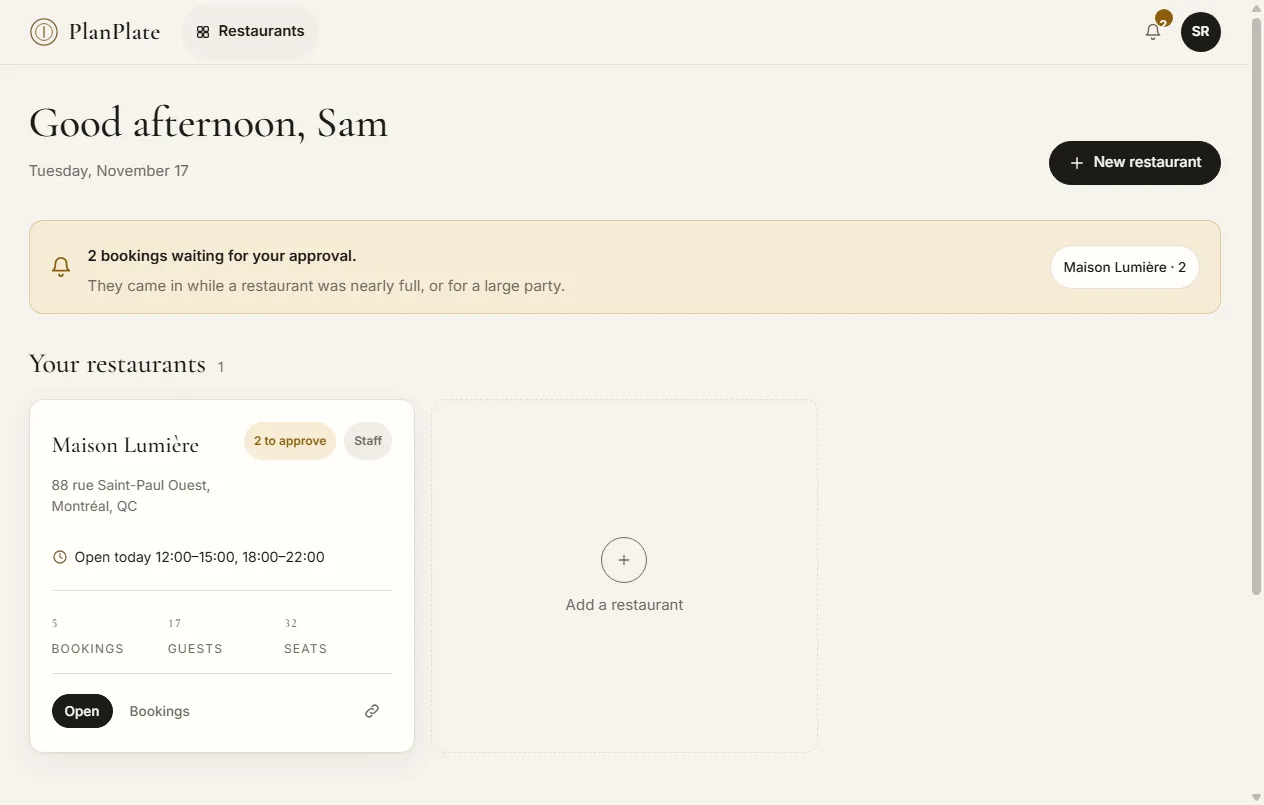 PlanPlate
Restaurants
2
SR
Good afternoon, Sam
Tuesday, November 17
New restaurant
2 bookings waiting for your approval.
They came in while a restaurant was nearly full, or for a large party.
Maison Lumière · 2
Your restaurants 1
Maison Lumière
2 to approve
Staff
88 rue Saint-Paul Ouest,
Montréal, QC
Open today 12:00–15:00, 18:00–22:00
5 17 32
BOOKINGS GUESTS SEATS
Open Bookings
Add a restaurant